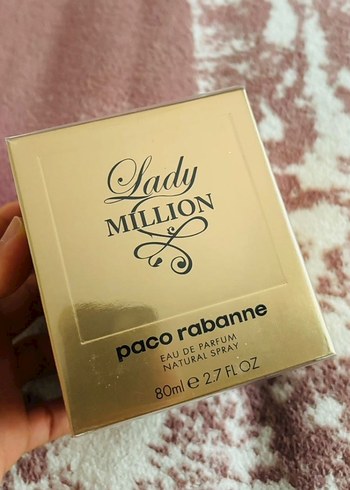 Lady
MILLION
paco rabanne
EAU DE PARFUM
NATURAL SPRAY
80ml e 2.7 FL OZ